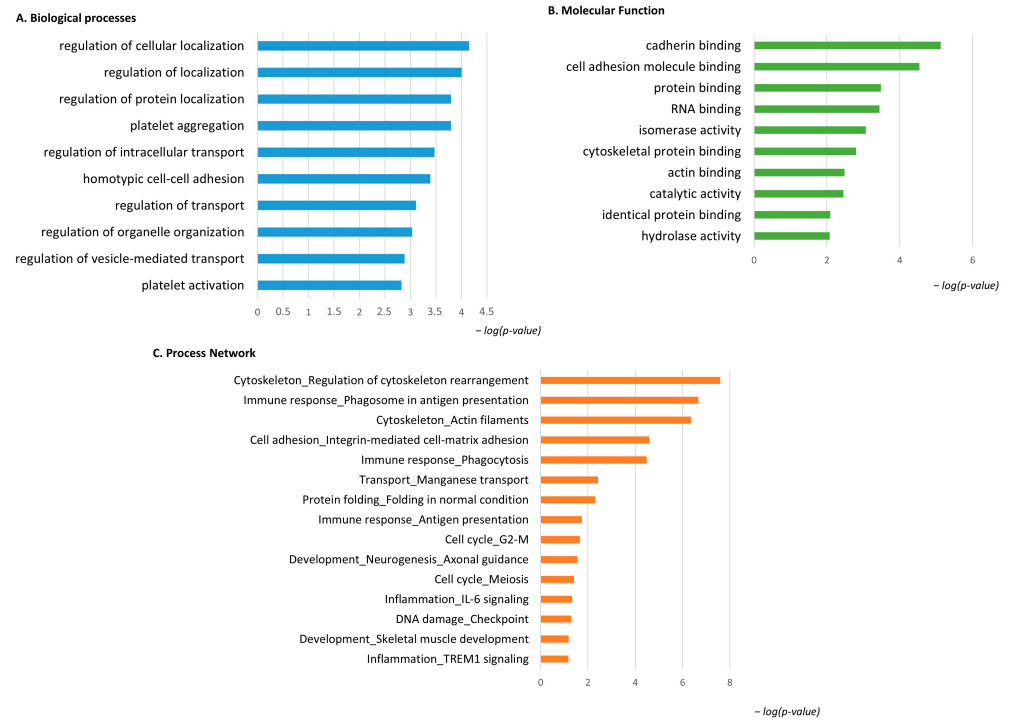 A. Biological processes
regulation of cellular localization
regulation of localization
regulation of protein localization
platelet aggregation
regulation of intracellular transport
homotypic cell-cell adhesion
regulation of transport
regulation of organelle organization
regulation of vesicle-mediated transport
platelet activation
0 0.5 1 1.5 2 2.5 3 3.5 4 4.5
– log(p-value)
B. Molecular Function
cadherin binding
cell adhesion molecule binding
protein binding
RNA binding
isomerase activity
cytoskeletal protein binding
actin binding
catalytic activity
identical protein binding
hydrolase activity
0 2 4 6
– log(p-value)
C. Process Network
Cytoskeleton_Regulation of cytoskeleton rearrangement
Immune response_Phagosome in antigen presentation
Cytoskeleton_Actin filaments
Cell adhesion_Integrin-mediated cell-matrix adhesion
Immune response_Phagocytosis
Transport_Manganese transport
Protein folding_Folding in normal condition
Immune response_Antigen presentation
Cell cycle_G2-M
Development_Neurogenesis_Axonal guidance
Cell cycle_Meiosis
Inflammation_IL-6 signaling
DNA damage_Checkpoint
Development_Skeletal muscle development
Inflammation_TREM1 signaling
0 2 4 6 8
– log(p-value)